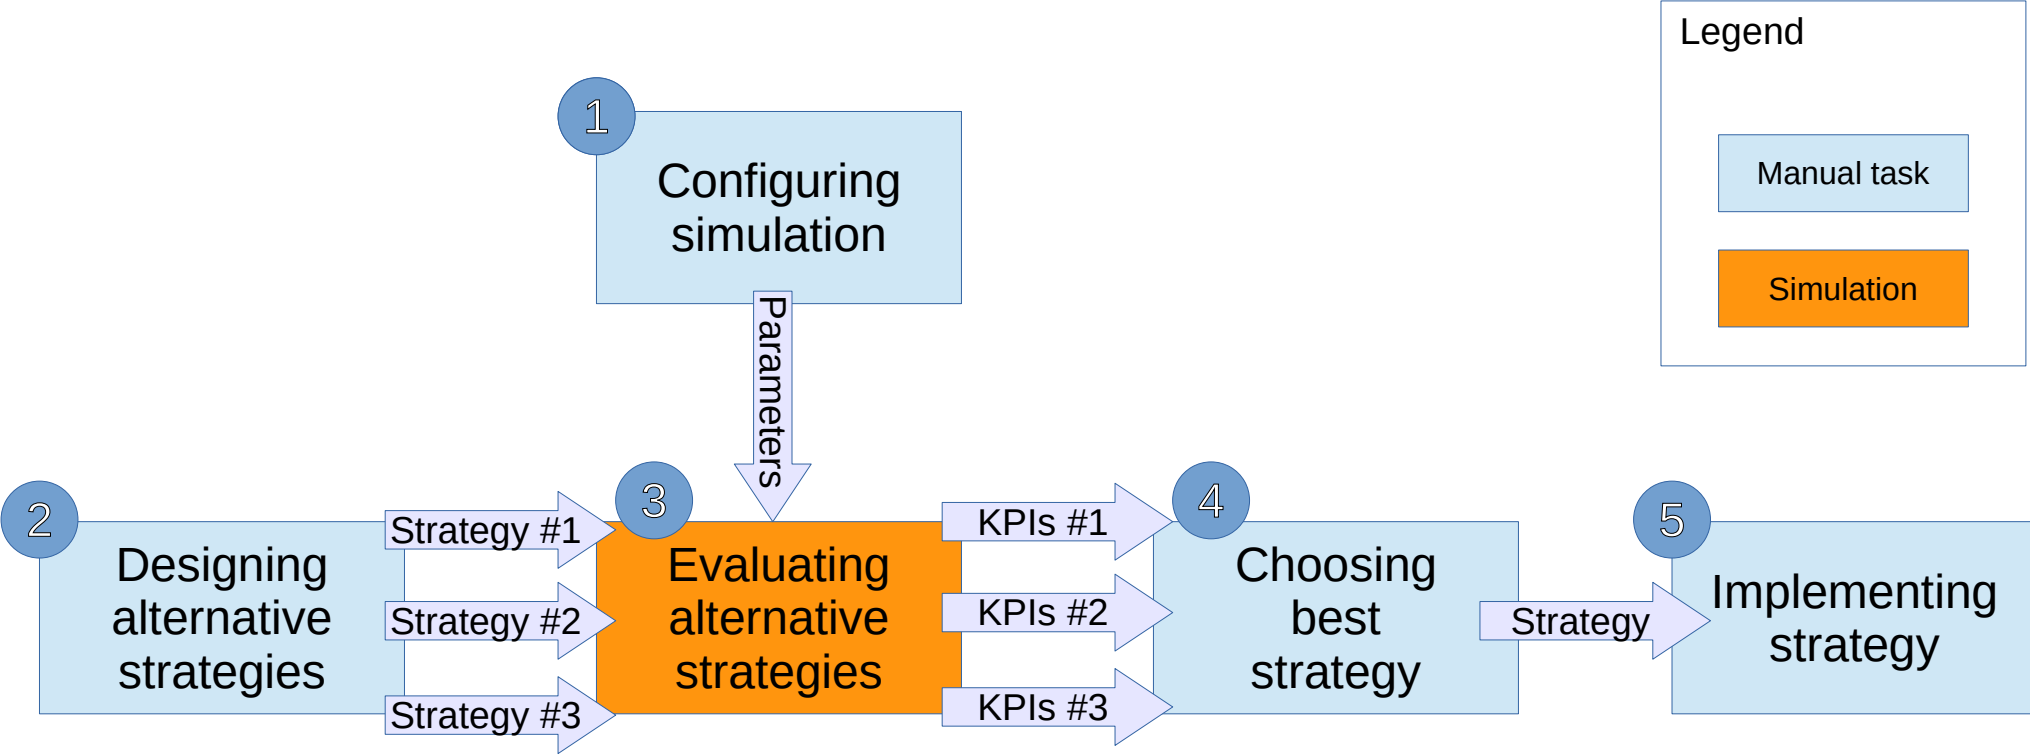 Legend
Manual task
Simulation
1
Configuring
simulation
Parameters
2
Designing
alternative
strategies
Strategy #1
Strategy #2
Strategy #3
3
Evaluating
alternative
strategies
KPIs #1
KPIs #2
KPIs #3
4
Choosing
best
strategy
Strategy
5
Implementing
strategy